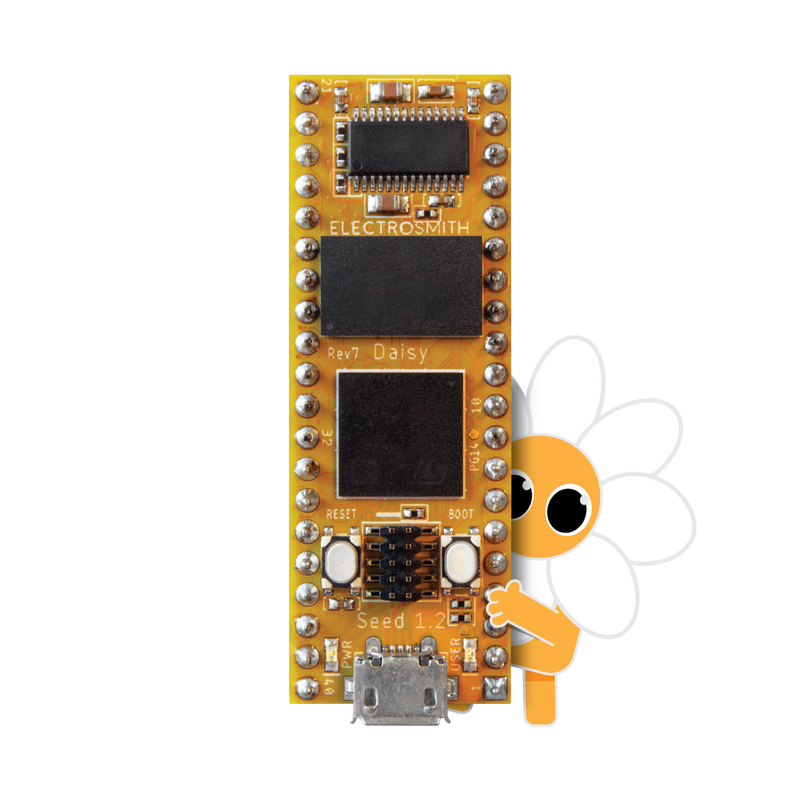 21
ELECTROSMITH
Rev7 Daisy
10
32
PG14
RESET
BOOT
Seed 1.2
PWR
USER
40
1